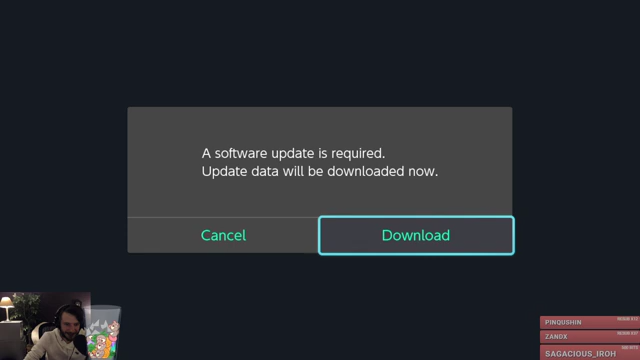 A software update is required.
Update data will be downloaded now.
Cancel
Download
PINQUSHIN
ZANDX
SAGACIOUS_IROH